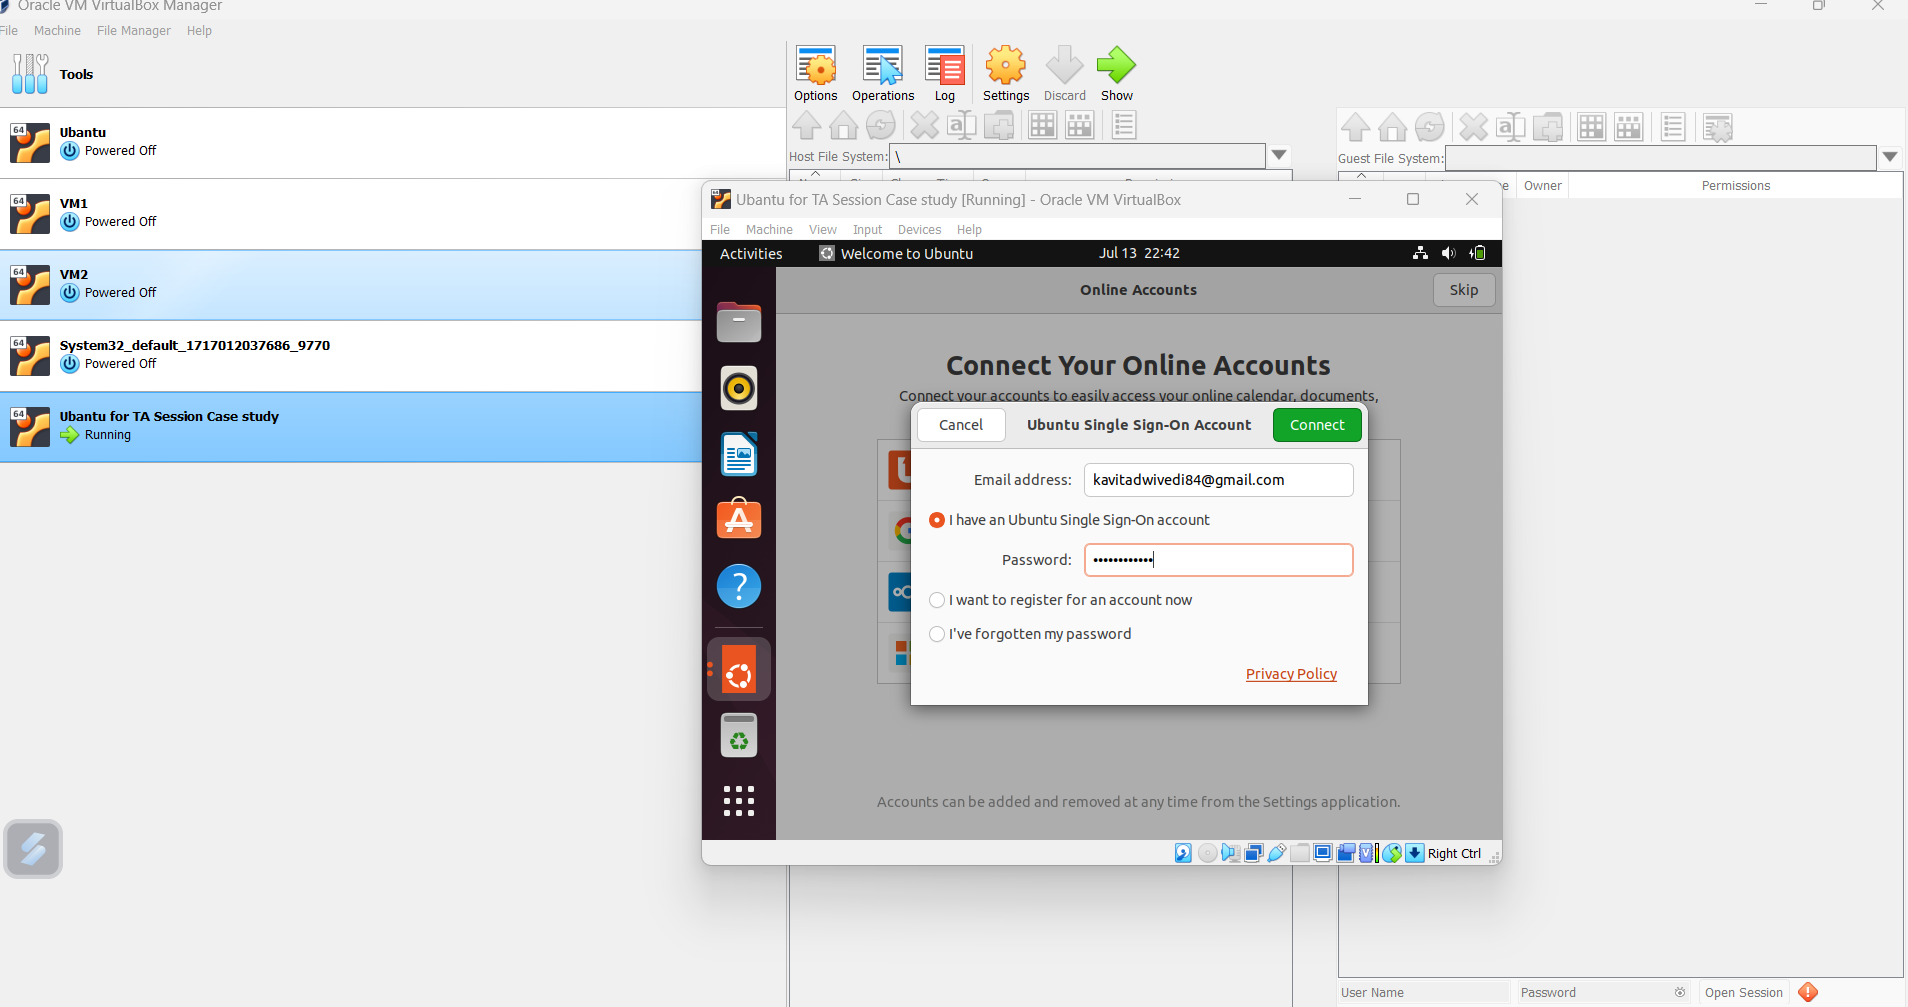 Oracle VM VirtualBox Manager
File Machine File Manager Help
Tools
64
Ubantu
Powered Off
64
VM1
Powered Off
64
VM2
Powered Off
64
System32_default_1717012037686_9770
Powered Off
64
Ubantu for TA Session Case study
Running
Options Operations Log Settings Discard Show
Host File System: \
Guest File System:
Owner Permissions
Ubantu for TA Session Case study [Running] - Oracle VM VirtualBox
File Machine View Input Devices Help
Activities Welcome to Ubuntu Jul 13 22:42
Online Accounts Skip
Connect Your Online Accounts
Connect your accounts to easily access your online calendar, documents,
Cancel Ubuntu Single Sign-On Account Connect
Email address: kavitadwivedi84@gmail.com
I have an Ubuntu Single Sign-On account
Password: ••••••••••••
I want to register for an account now
I've forgotten my password
Privacy Policy
Accounts can be added and removed at any time from the Settings application.
Right Ctrl
User Name Password Open Session